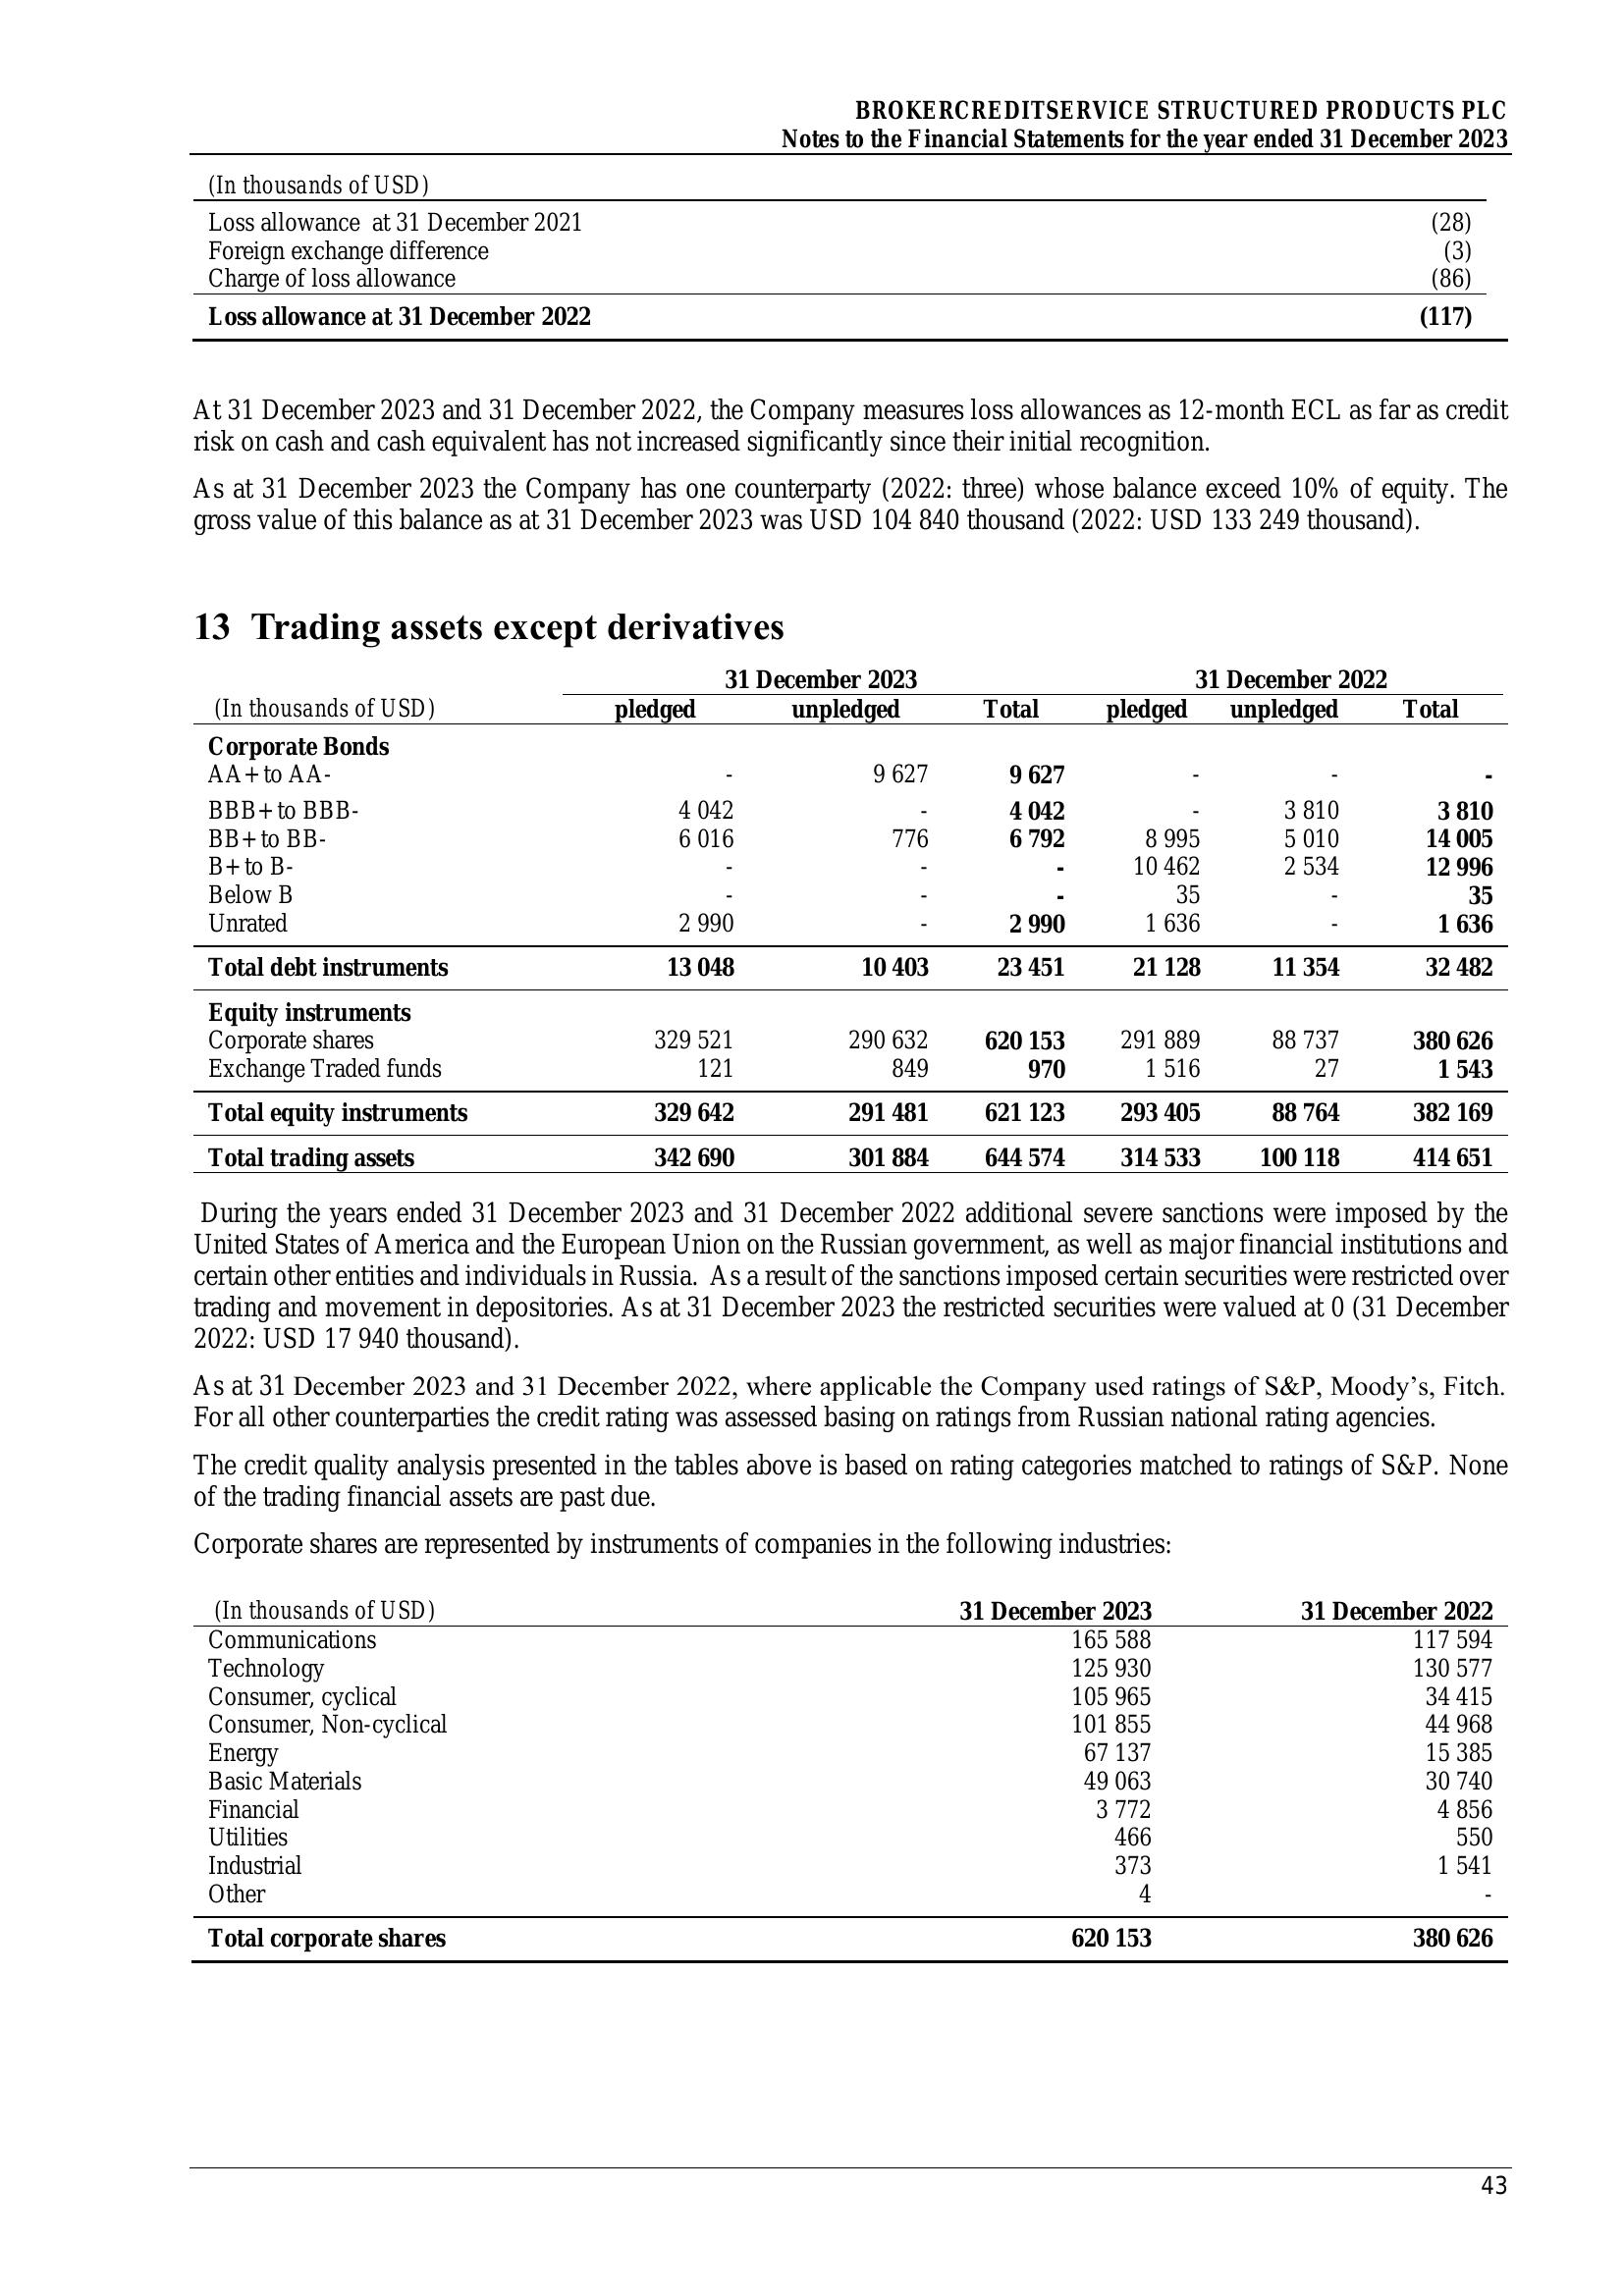 BROKERCREDITSERVICE STRUCTURED PRODUCTS PLC
Notes to the Financial Statements for the year ended 31 December 2023
(In thousands of USD)
Loss allowance at 31 December 2021 (28)
Foreign exchange difference (3)
Charge of loss allowance (86)
Loss allowance at 31 December 2022 (117)
At 31 December 2023 and 31 December 2022, the Company measures loss allowances as 12-month ECL as far as credit
risk on cash and cash equivalent has not increased significantly since their initial recognition.
As at 31 December 2023 the Company has one counterparty (2022: three) whose balance exceed 10% of equity. The
gross value of this balance as at 31 December 2023 was USD 104 840 thousand (2022: USD 133 249 thousand).
13 Trading assets except derivatives
31 December 2023 31 December 2022
(In thousands of USD) pledged unpledged Total pledged unpledged Total
Corporate Bonds
AA+ to AA- - 9 627 9 627 - - -
BBB+ to BBB- 4 042 - 4 042 - 3 810 3 810
BB+ to BB- 6 016 776 6 792 8 995 5 010 14 005
B+ to B- - - - 10 462 2 534 12 996
Below B - - - 35 - 35
Unrated 2 990 - 2 990 1 636 - 1 636
Total debt instruments 13 048 10 403 23 451 21 128 11 354 32 482
Equity instruments
Corporate shares 329 521 290 632 620 153 291 889 88 737 380 626
Exchange Traded funds 121 849 970 1 516 27 1 543
Total equity instruments 329 642 291 481 621 123 293 405 88 764 382 169
Total trading assets 342 690 301 884 644 574 314 533 100 118 414 651
During the years ended 31 December 2023 and 31 December 2022 additional severe sanctions were imposed by the
United States of America and the European Union on the Russian government, as well as major financial institutions and
certain other entities and individuals in Russia. As a result of the sanctions imposed certain securities were restricted over
trading and movement in depositories. As at 31 December 2023 the restricted securities were valued at 0 (31 December
2022: USD 17 940 thousand).
As at 31 December 2023 and 31 December 2022, where applicable the Company used ratings of S&P, Moody’s, Fitch.
For all other counterparties the credit rating was assessed basing on ratings from Russian national rating agencies.
The credit quality analysis presented in the tables above is based on rating categories matched to ratings of S&P. None
of the trading financial assets are past due.
Corporate shares are represented by instruments of companies in the following industries:
(In thousands of USD) 31 December 2023 31 December 2022
Communications 165 588 117 594
Technology 125 930 130 577
Consumer, cyclical 105 965 34 415
Consumer, Non-cyclical 101 855 44 968
Energy 67 137 15 385
Basic Materials 49 063 30 740
Financial 3 772 4 856
Utilities 466 550
Industrial 373 1 541
Other 4 -
Total corporate shares 620 153 380 626
43